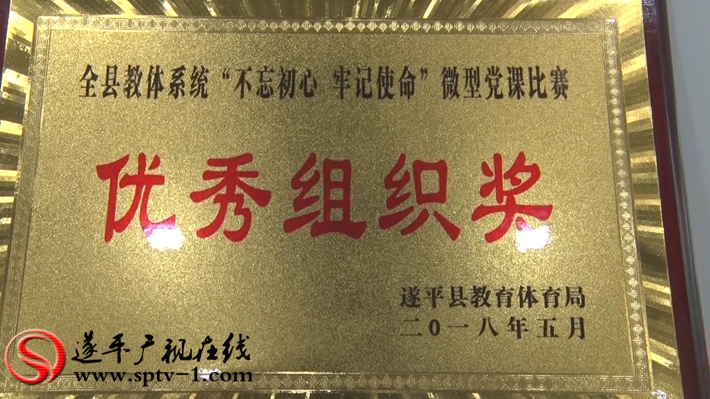 全县教体系统“不忘初心 牢记使命”微型党课比赛
优秀组织奖
遂平县教育体育局
二〇一八年五月
遂平广视在线
www.sptv-1.com